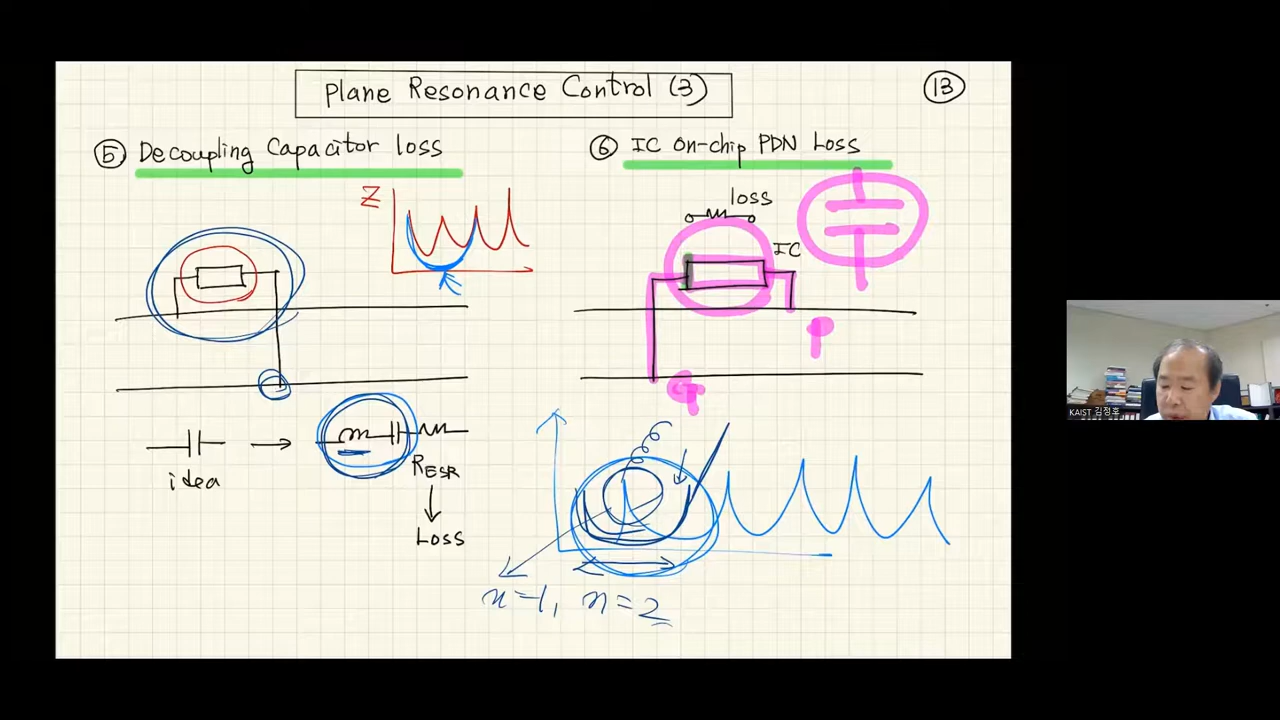 Plane Resonance Control (3)
13
⑤ Decoupling Capacitor loss
⑥ IC On-chip PDN Loss
Z
loss
IC
P
G
idea
RESR
Loss
n=1, n=2
KAIST 김정호